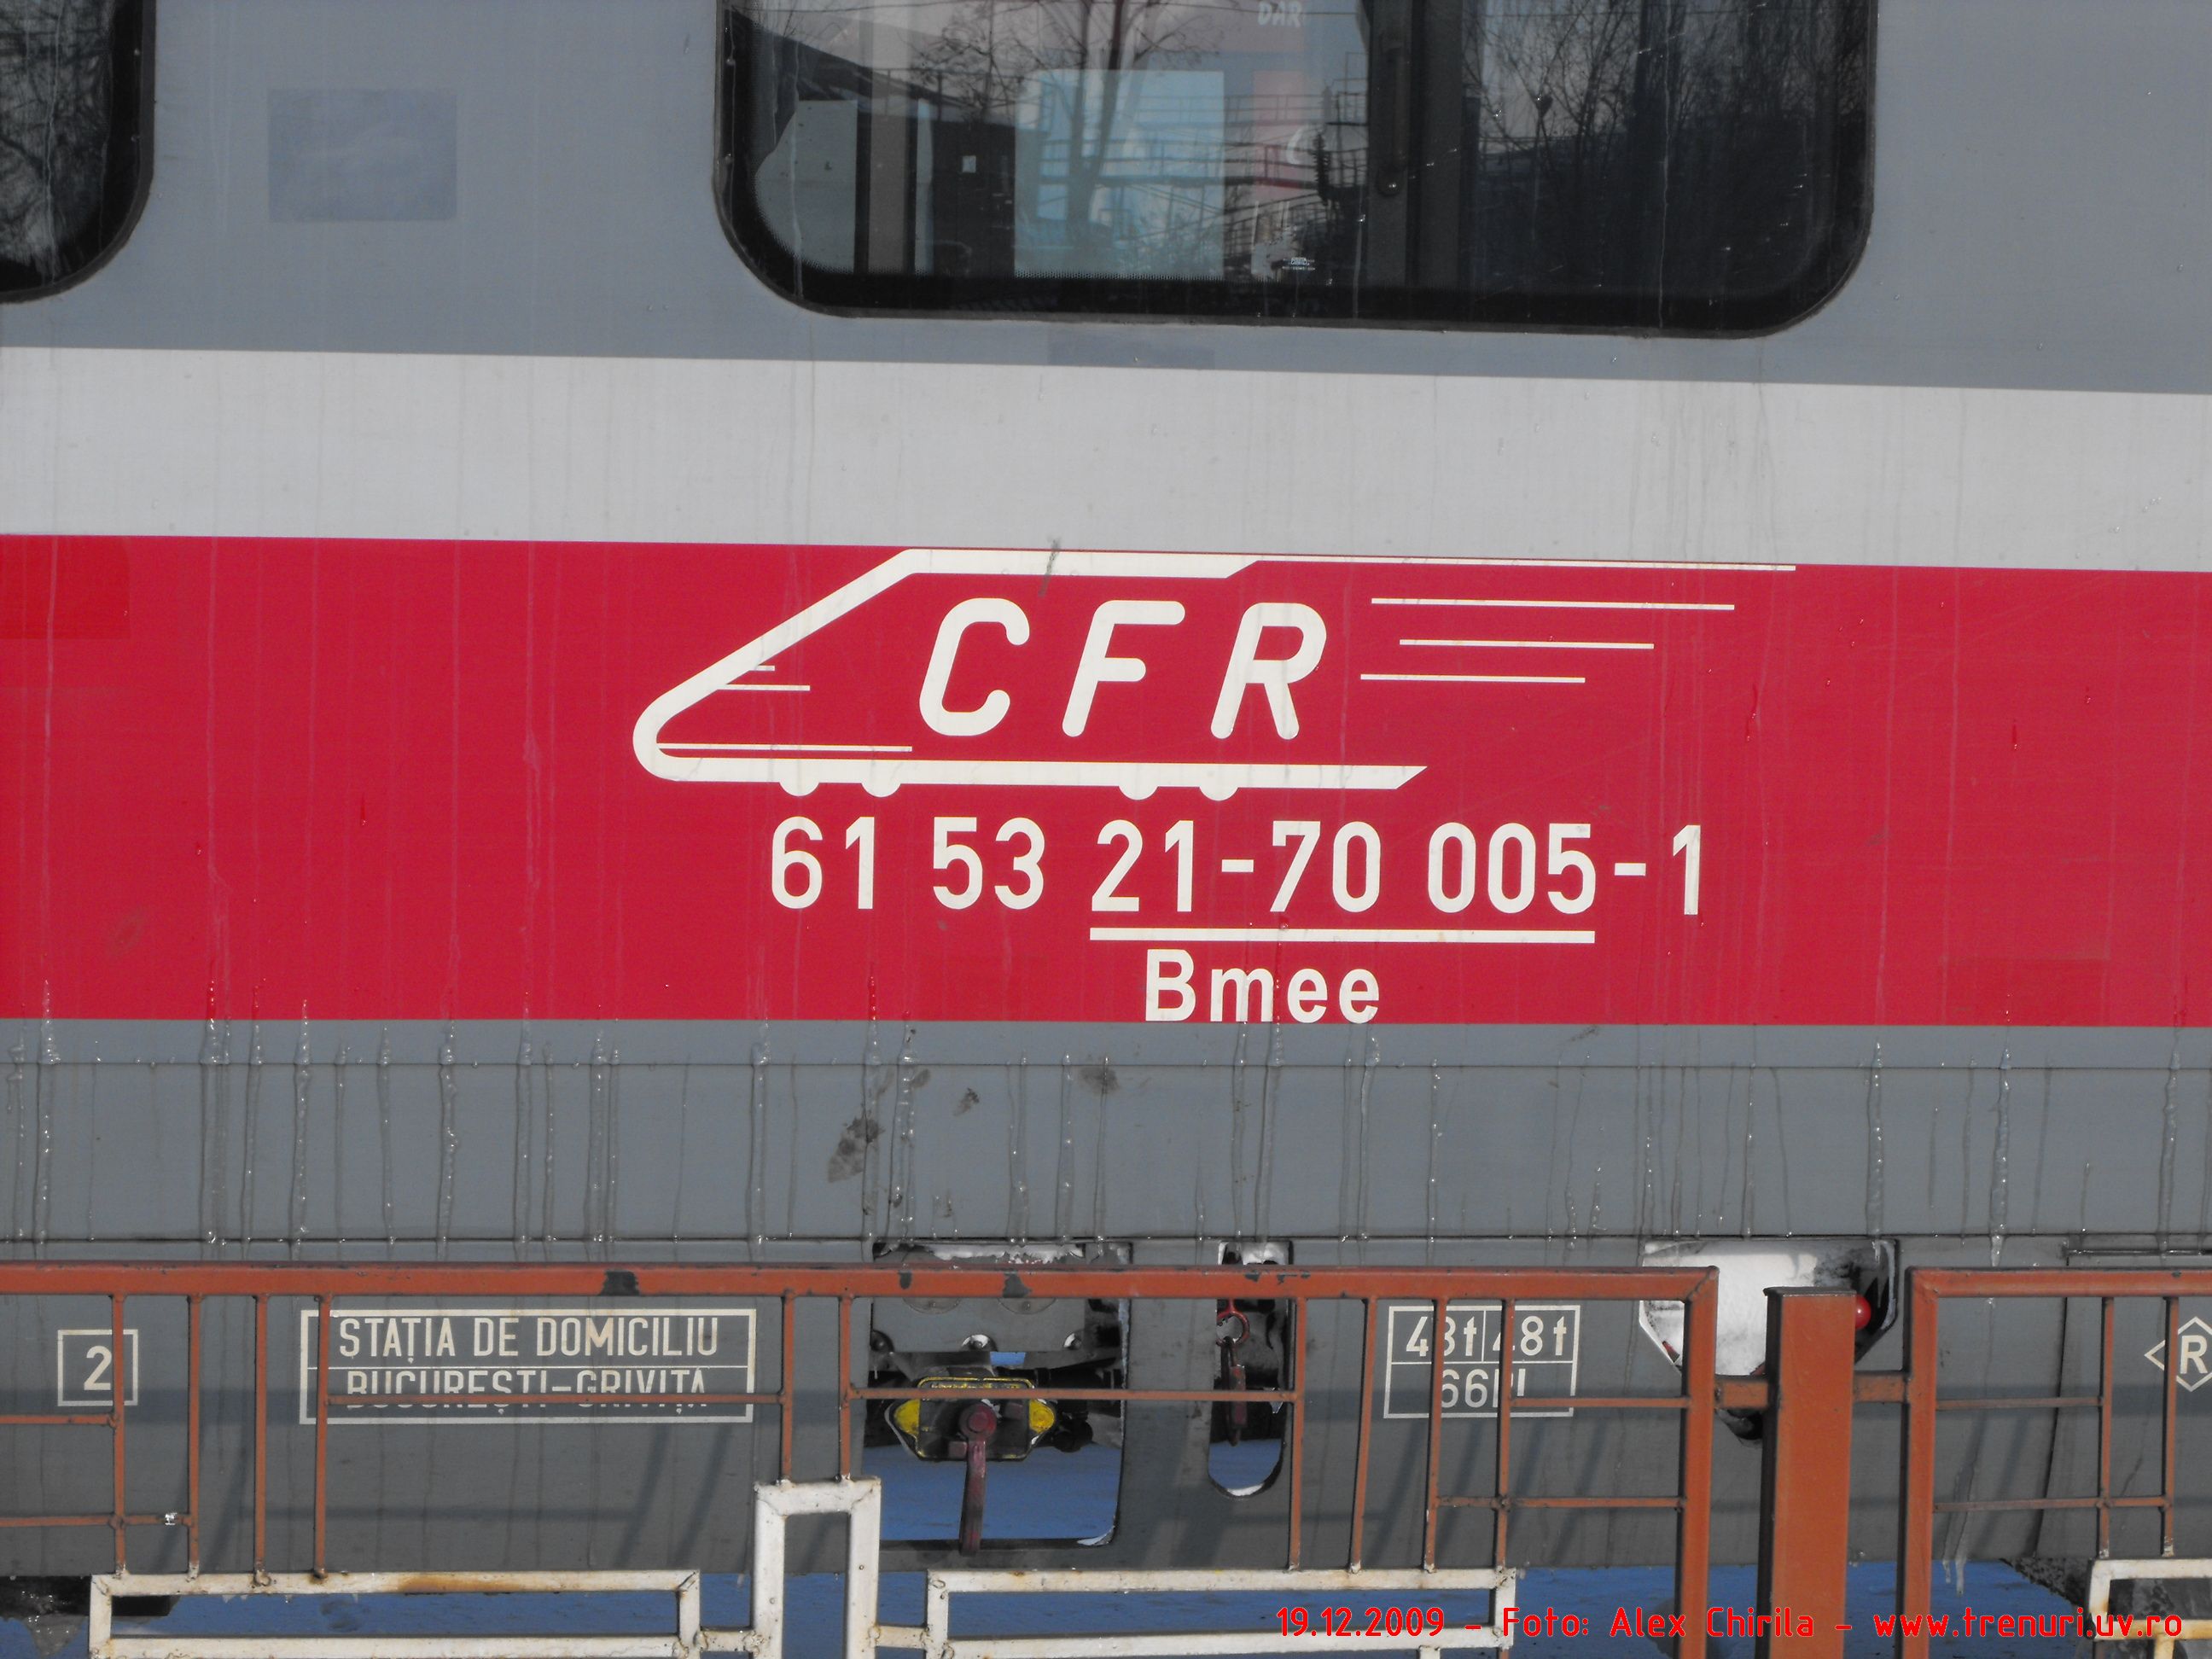 DAR
CFR
61 53 21-70 005-1
Bmee
2
STAȚIA DE DOMICILIU
BUCUREȘTI-GRIVIȚA
48t 48t
R
19.12.2009 - Foto: Alex Chirila - www.trenuri.uv.ro